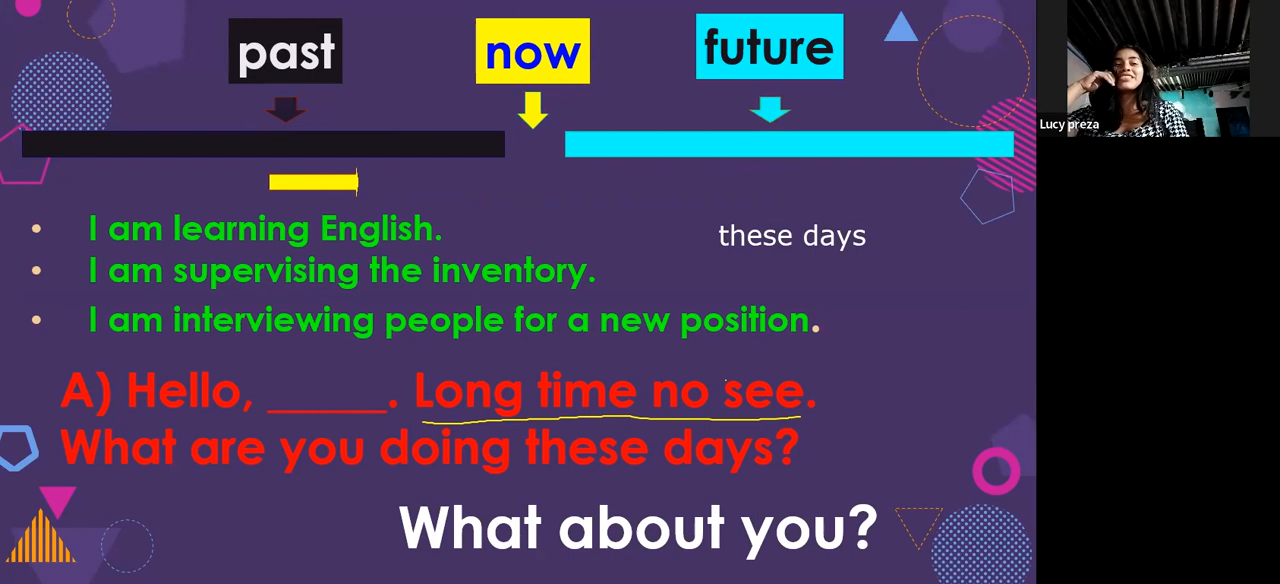 past now future
Lucy preza
• I am learning English.
these days
• I am supervising the inventory.
• I am interviewing people for a new position.
A) Hello, _____. Long time no see.
What are you doing these days?
What about you?